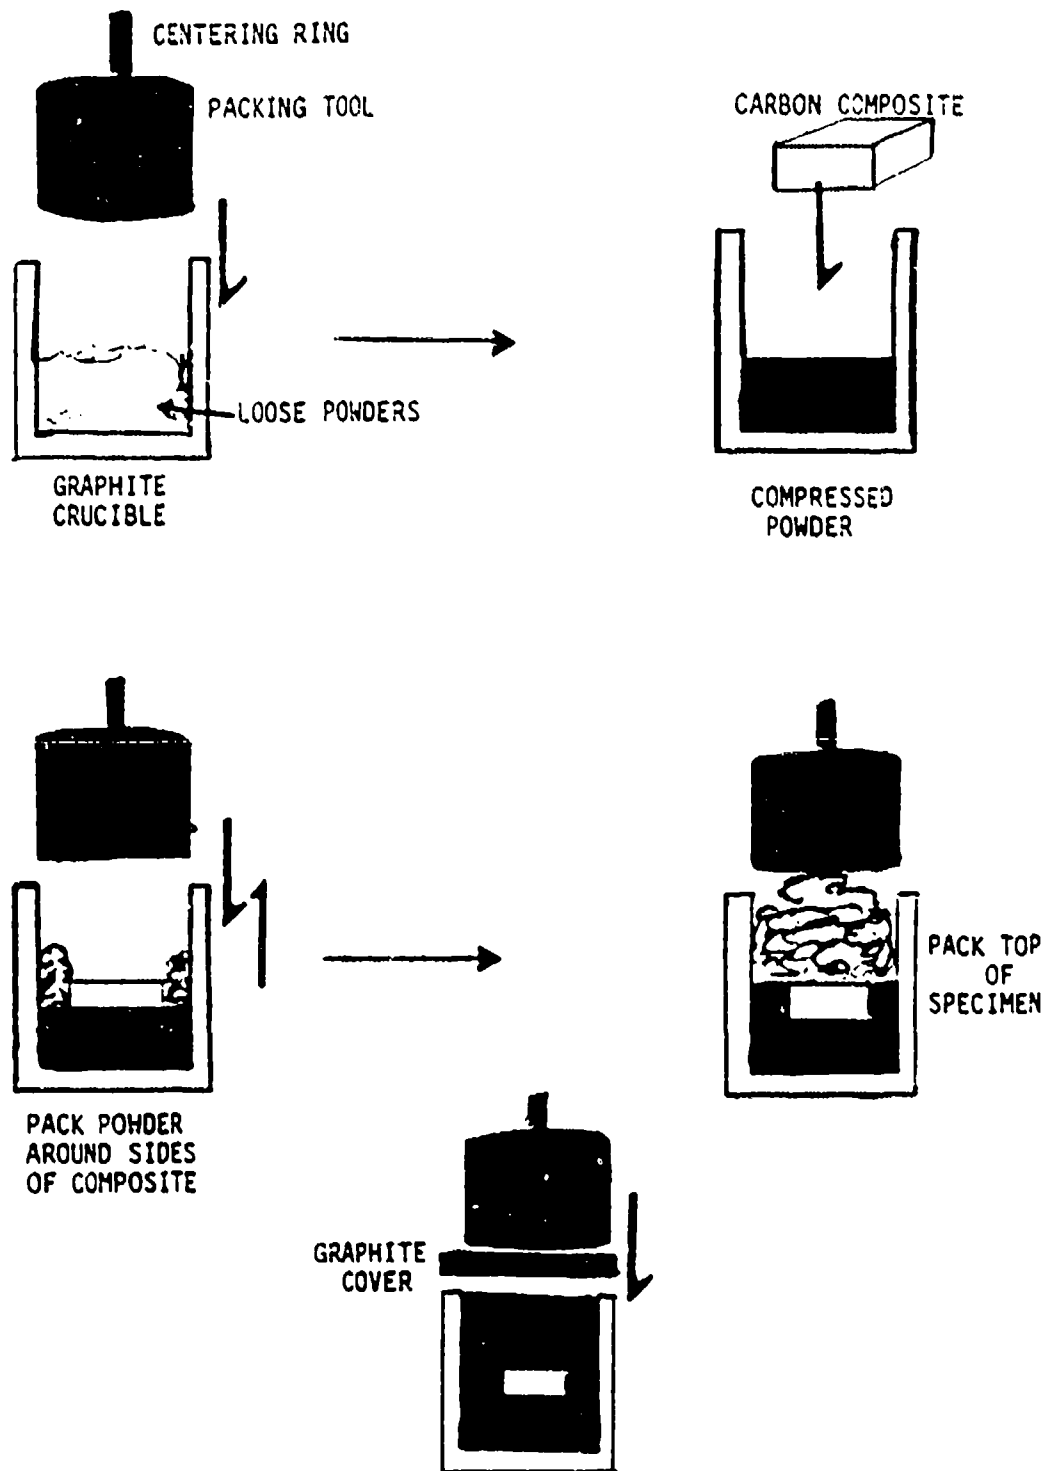 CENTERING RING
PACKING TOOL
CARBON COMPOSITE
LOOSE POWDERS
GRAPHITE
CRUCIBLE
COMPRESSED
POWDER
PACK TOP
OF
SPECIMEN
PACK POWDER
AROUND SIDES
OF COMPOSITE
GRAPHITE
COVER